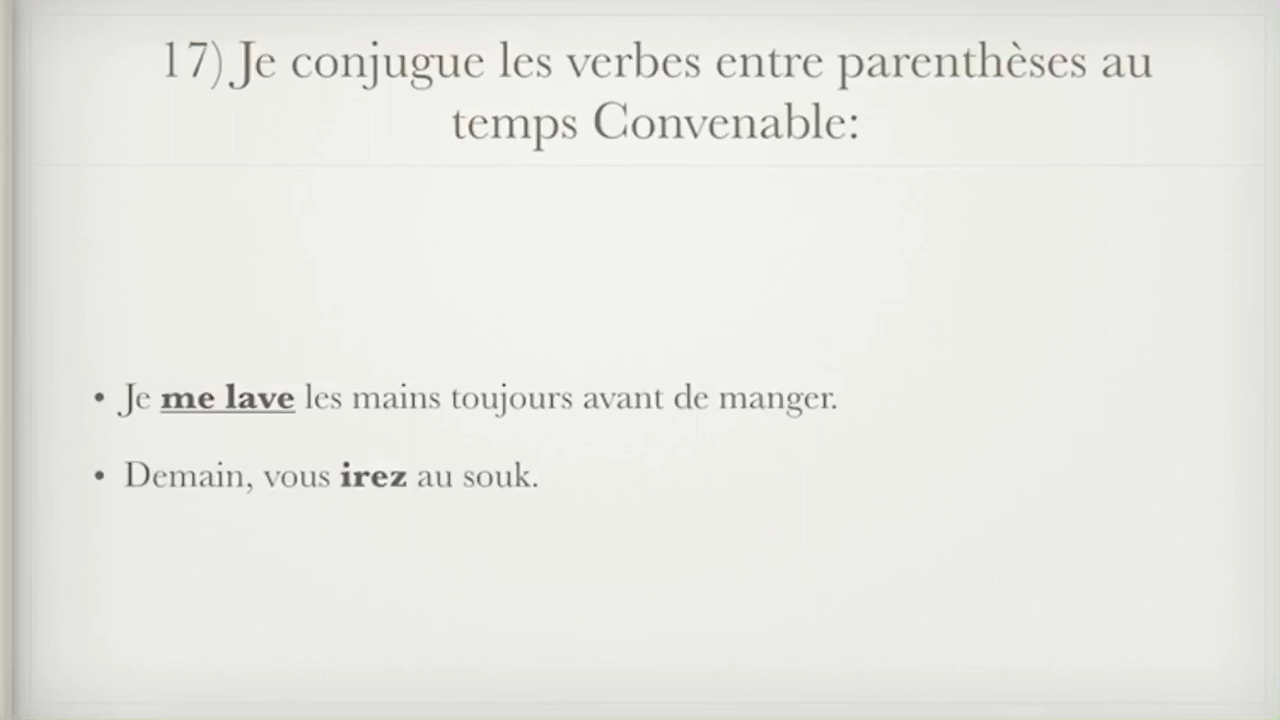 17) Je conjugue les verbes entre parenthèses au
temps Convenable:
• Je me lave les mains toujours avant de manger.
• Demain, vous irez au souk.